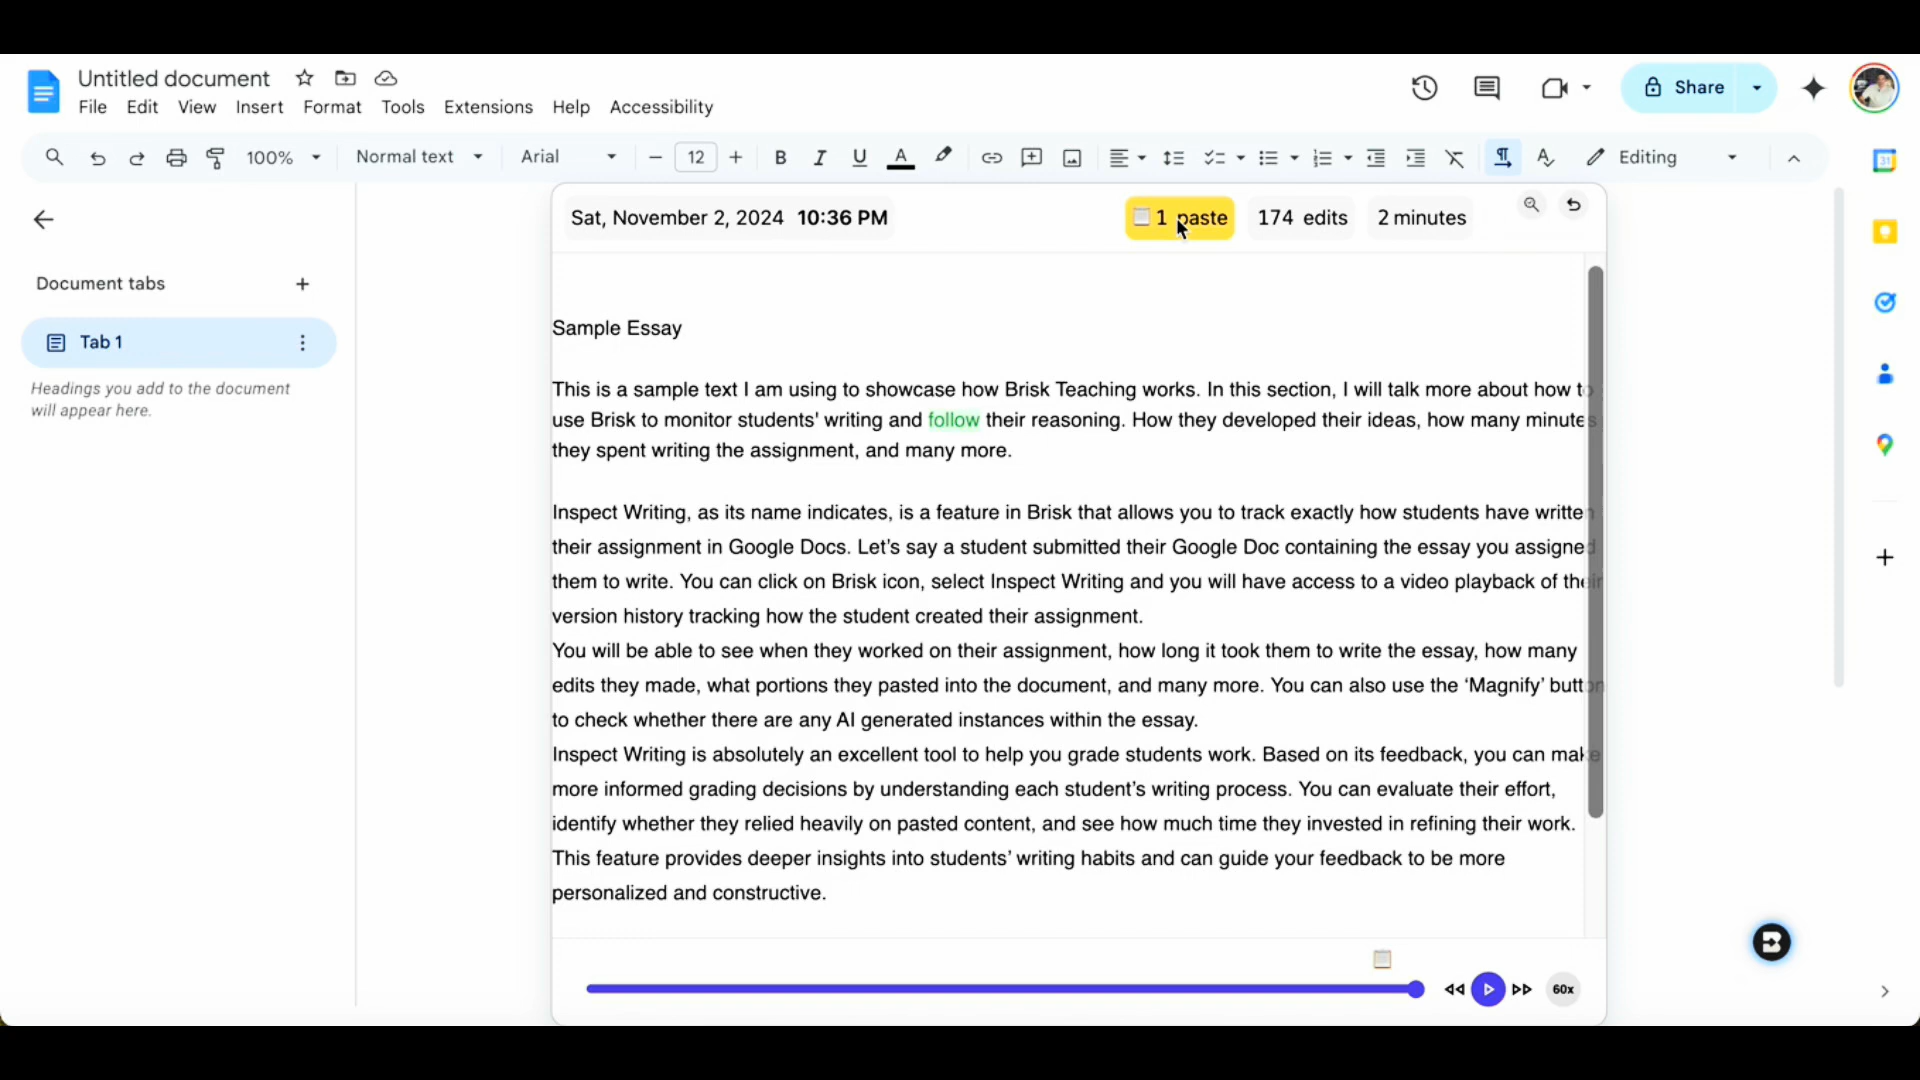 Untitled document
File Edit View Insert Format Tools Extensions Help Accessibility
Share
100% Normal text Arial 12 B I U A Editing
Sat, November 2, 2024 10:36 PM 1 paste 174 edits 2 minutes
Document tabs
Tab 1
Headings you add to the document
will appear here.
Sample Essay
This is a sample text I am using to showcase how Brisk Teaching works. In this section, I will talk more about how to
use Brisk to monitor students' writing and follow their reasoning. How they developed their ideas, how many minutes
they spent writing the assignment, and many more.
Inspect Writing, as its name indicates, is a feature in Brisk that allows you to track exactly how students have written
their assignment in Google Docs. Let’s say a student submitted their Google Doc containing the essay you assigned
them to write. You can click on Brisk icon, select Inspect Writing and you will have access to a video playback of their
version history tracking how the student created their assignment.
You will be able to see when they worked on their assignment, how long it took them to write the essay, how many
edits they made, what portions they pasted into the document, and many more. You can also use the ‘Magnify’ button
to check whether there are any AI generated instances within the essay.
Inspect Writing is absolutely an excellent tool to help you grade students work. Based on its feedback, you can make
more informed grading decisions by understanding each student’s writing process. You can evaluate their effort,
identify whether they relied heavily on pasted content, and see how much time they invested in refining their work.
This feature provides deeper insights into students’ writing habits and can guide your feedback to be more
personalized and constructive.
60x
31